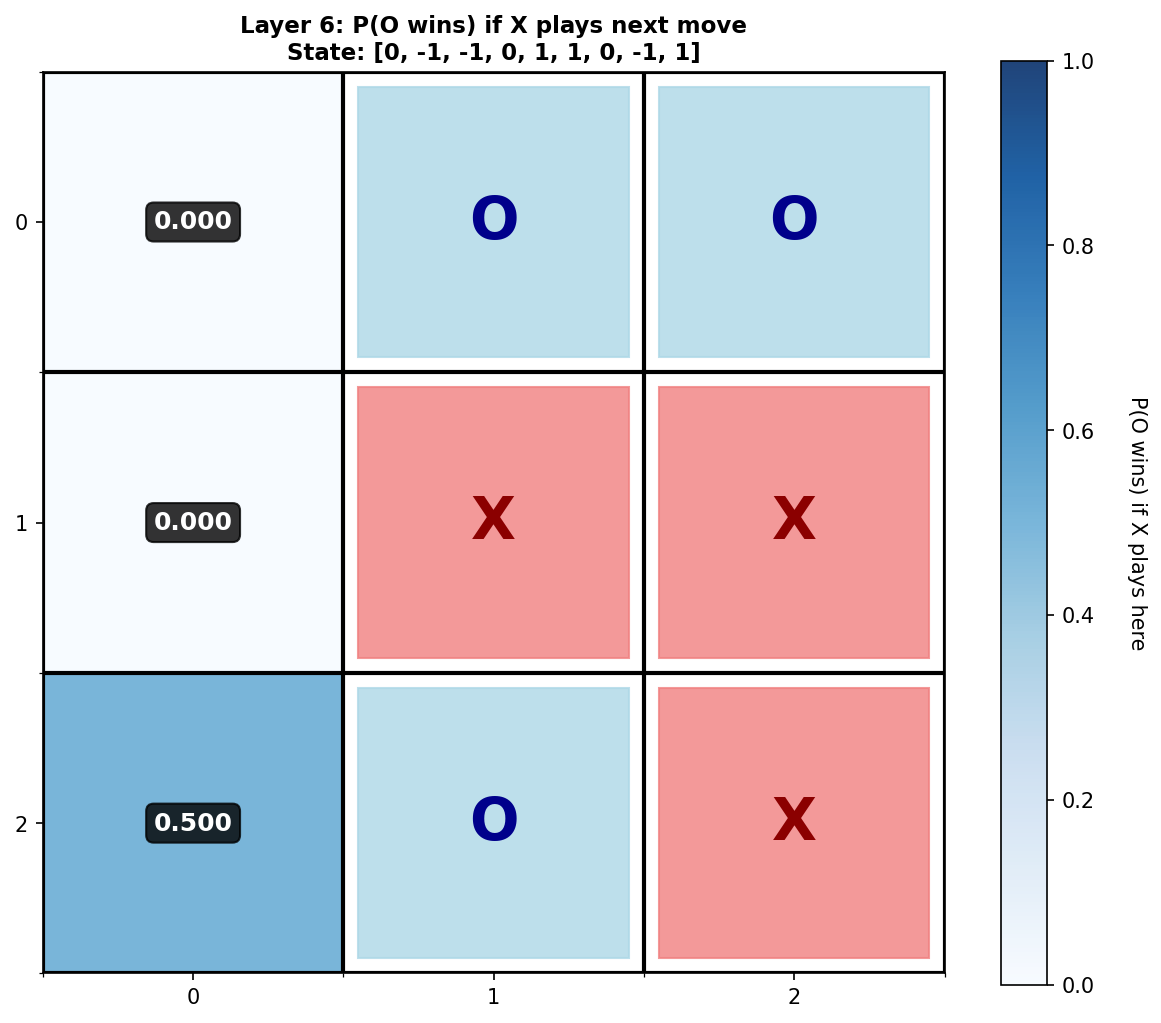 Layer 6: P(O wins) if X plays next move
State: [0, -1, -1, 0, 1, 1, 0, -1, 1]
0
0.000
O
O
1
0.000
X
X
2
0.500
O
X
0
1
2
1.0
0.8
0.6
0.4
0.2
0.0
P(O wins) if X plays here